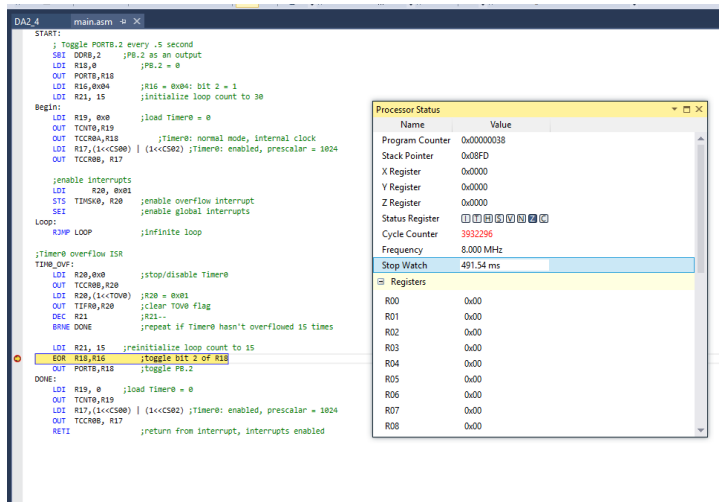 DA2_4 main.asm
START:
; Toggle PORTB.2 every .5 second
SBI DDRB,2 ;PB.2 as an output
LDI R18,0 ;PB.2 = 0
OUT PORTB,R18
LDI R16,0x04 ;R16 = 0x04: bit 2 = 1
LDI R21, 15 ;initialize loop count to 30
Begin:
LDI R19, 0x0 ;load Timer0 = 0
OUT TCNT0,R19
OUT TCCR0A,R18 ;Timer0: normal mode, internal clock
LDI R17,(1<<CS00) | (1<<CS02) ;Timer0: enabled, prescalar = 1024
OUT TCCR0B, R17
;enable interrupts
LDI R20, 0x01
STS TIMSK0, R20 ;enable overflow interrupt
SEI ;enable global interrupts
Loop:
RJMP LOOP ;infinite loop
;Timer0 overflow ISR
TIM0_OVF:
LDI R20,0x0 ;stop/disable Timer0
OUT TCCR0B,R20
LDI R20,(1<<TOV0) ;R20 = 0x01
OUT TIFR0,R20 ;clear TOV0 flag
DEC R21 ;R21--
BRNE DONE ;repeat if Timer0 hasn't overflowed 15 times
LDI R21, 15 ;reinitialize loop count to 15
EOR R18,R16 ;toggle bit 2 of R18
OUT PORTB,R18 ;toggle PB.2
DONE:
LDI R19, 0 ;load Timer0 = 0
OUT TCNT0,R19
LDI R17,(1<<CS00) | (1<<CS02) ;Timer0: enabled, prescalar = 1024
OUT TCCR0B, R17
RETI ;return from interrupt, interrupts enabled
Processor Status
Name Value
Program Counter 0x00000038
Stack Pointer 0x08FD
X Register 0x0000
Y Register 0x0000
Z Register 0x0000
Status Register I T H S V N Z C
Cycle Counter 3932296
Frequency 8.000 MHz
Stop Watch 491.54 ms
Registers
R00 0x00
R01 0x00
R02 0x00
R03 0x00
R04 0x00
R05 0x00
R06 0x00
R07 0x00
R08 0x00